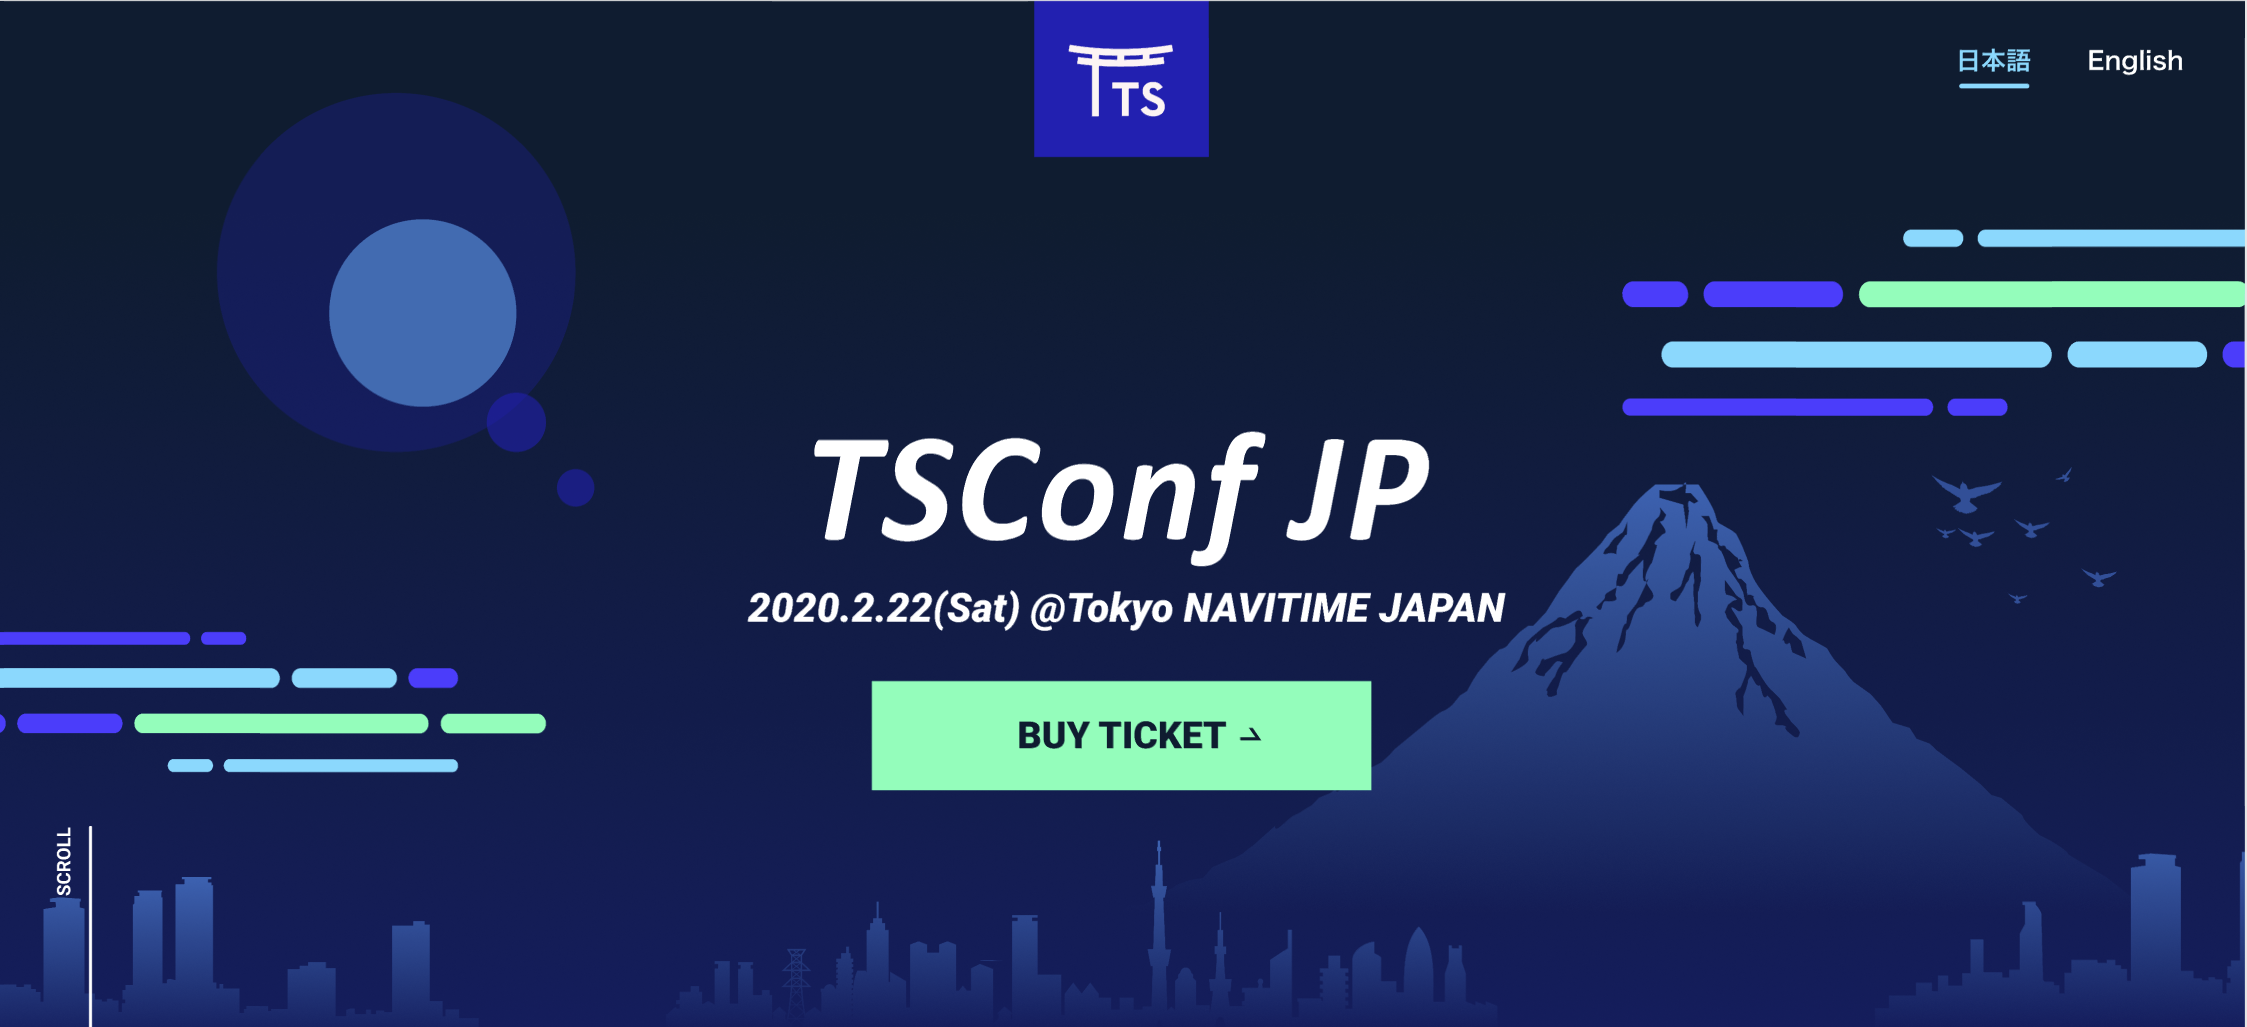 TS
日本語 English
TSConf JP
2020.2.22(Sat) @Tokyo NAVITIME JAPAN
BUY TICKET
SCROLL